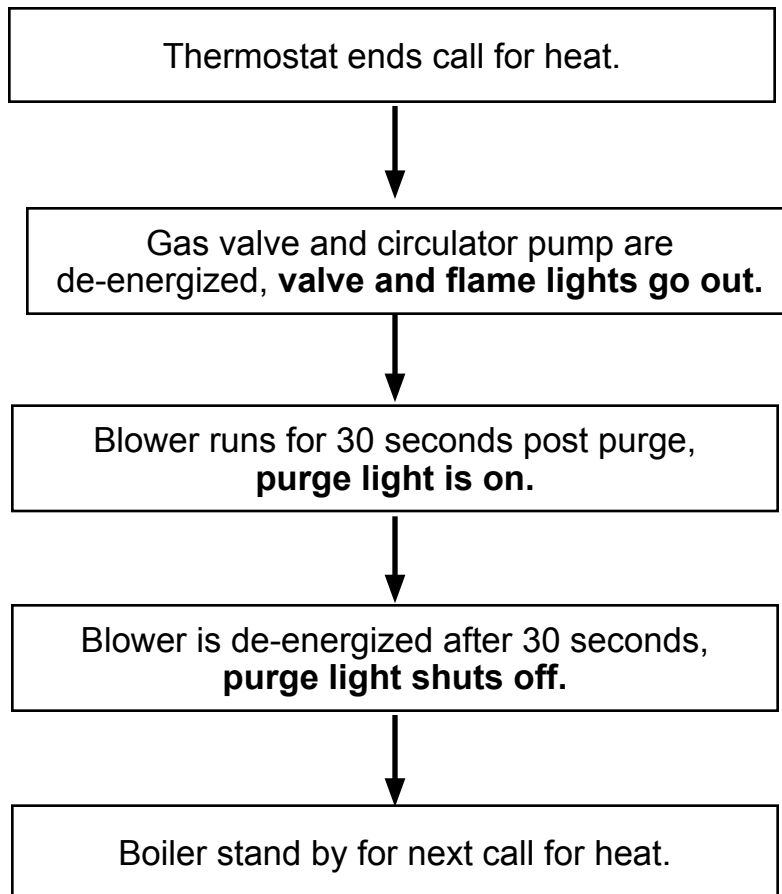 Thermostat ends call for heat.
Gas valve and circulator pump are
de-energized, valve and flame lights go out.
Blower runs for 30 seconds post purge,
purge light is on.
Blower is de-energized after 30 seconds,
purge light shuts off.
Boiler stand by for next call for heat.